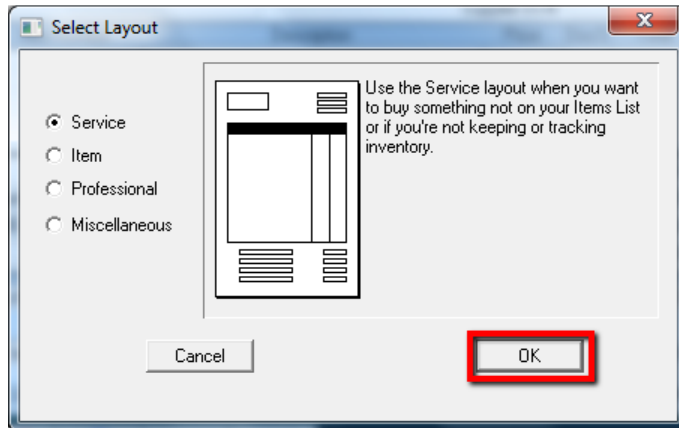 Select Layout
Service
Item
Professional
Miscellaneous
Use the Service layout when you want
to buy something not on your Items List
or if you're not keeping or tracking
inventory.
Cancel
OK